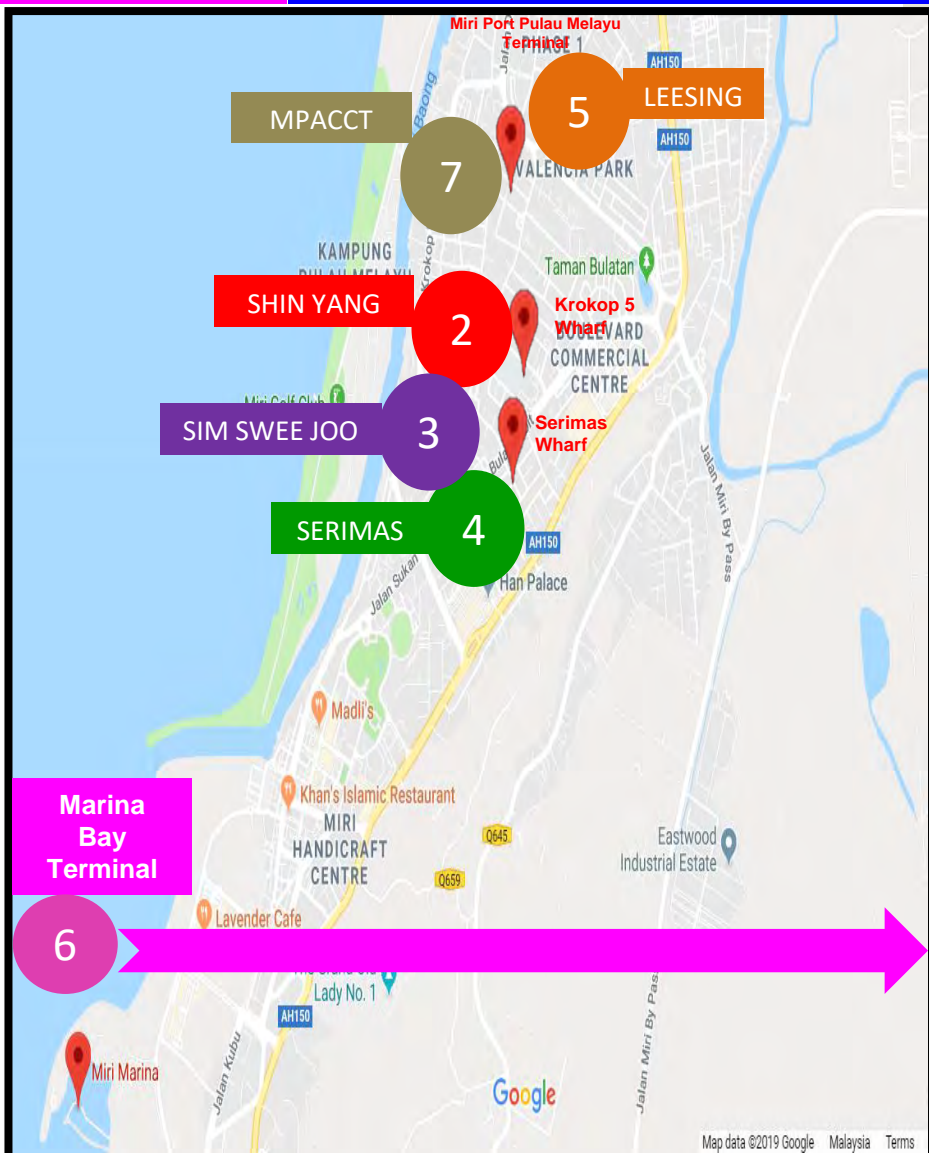 Miri Port Pulau Melayu
Terminal
PHASE 1
Jalan
AH150
LEESING
5
MPACCT
AH150
7
VALENCIA PARK
Baong
KAMPUNG
PULAU MELAYU
Krokop
Taman Bulatan
SHIN YANG
2
Krokop 5
Wharf
BOULEVARD
COMMERCIAL
CENTRE
Miri Golf Club
SIM SWEE JOO
3
Serimas
Wharf
Bula
Jalan Miri By Pass
SERIMAS
4
AH150
Han Palace
Jalan Sukan
Madli's
Khan's Islamic Restaurant
MIRI
HANDICRAFT
CENTRE
Q645
Eastwood
Industrial Estate
Q659
Marina
Bay
Terminal
Lavender Cafe
6
Lady No. 1
AH150
Jalan Miri By Pass
Jalan Kubu
Miri Marina
Google
Map data ©2019 Google Malaysia Terms